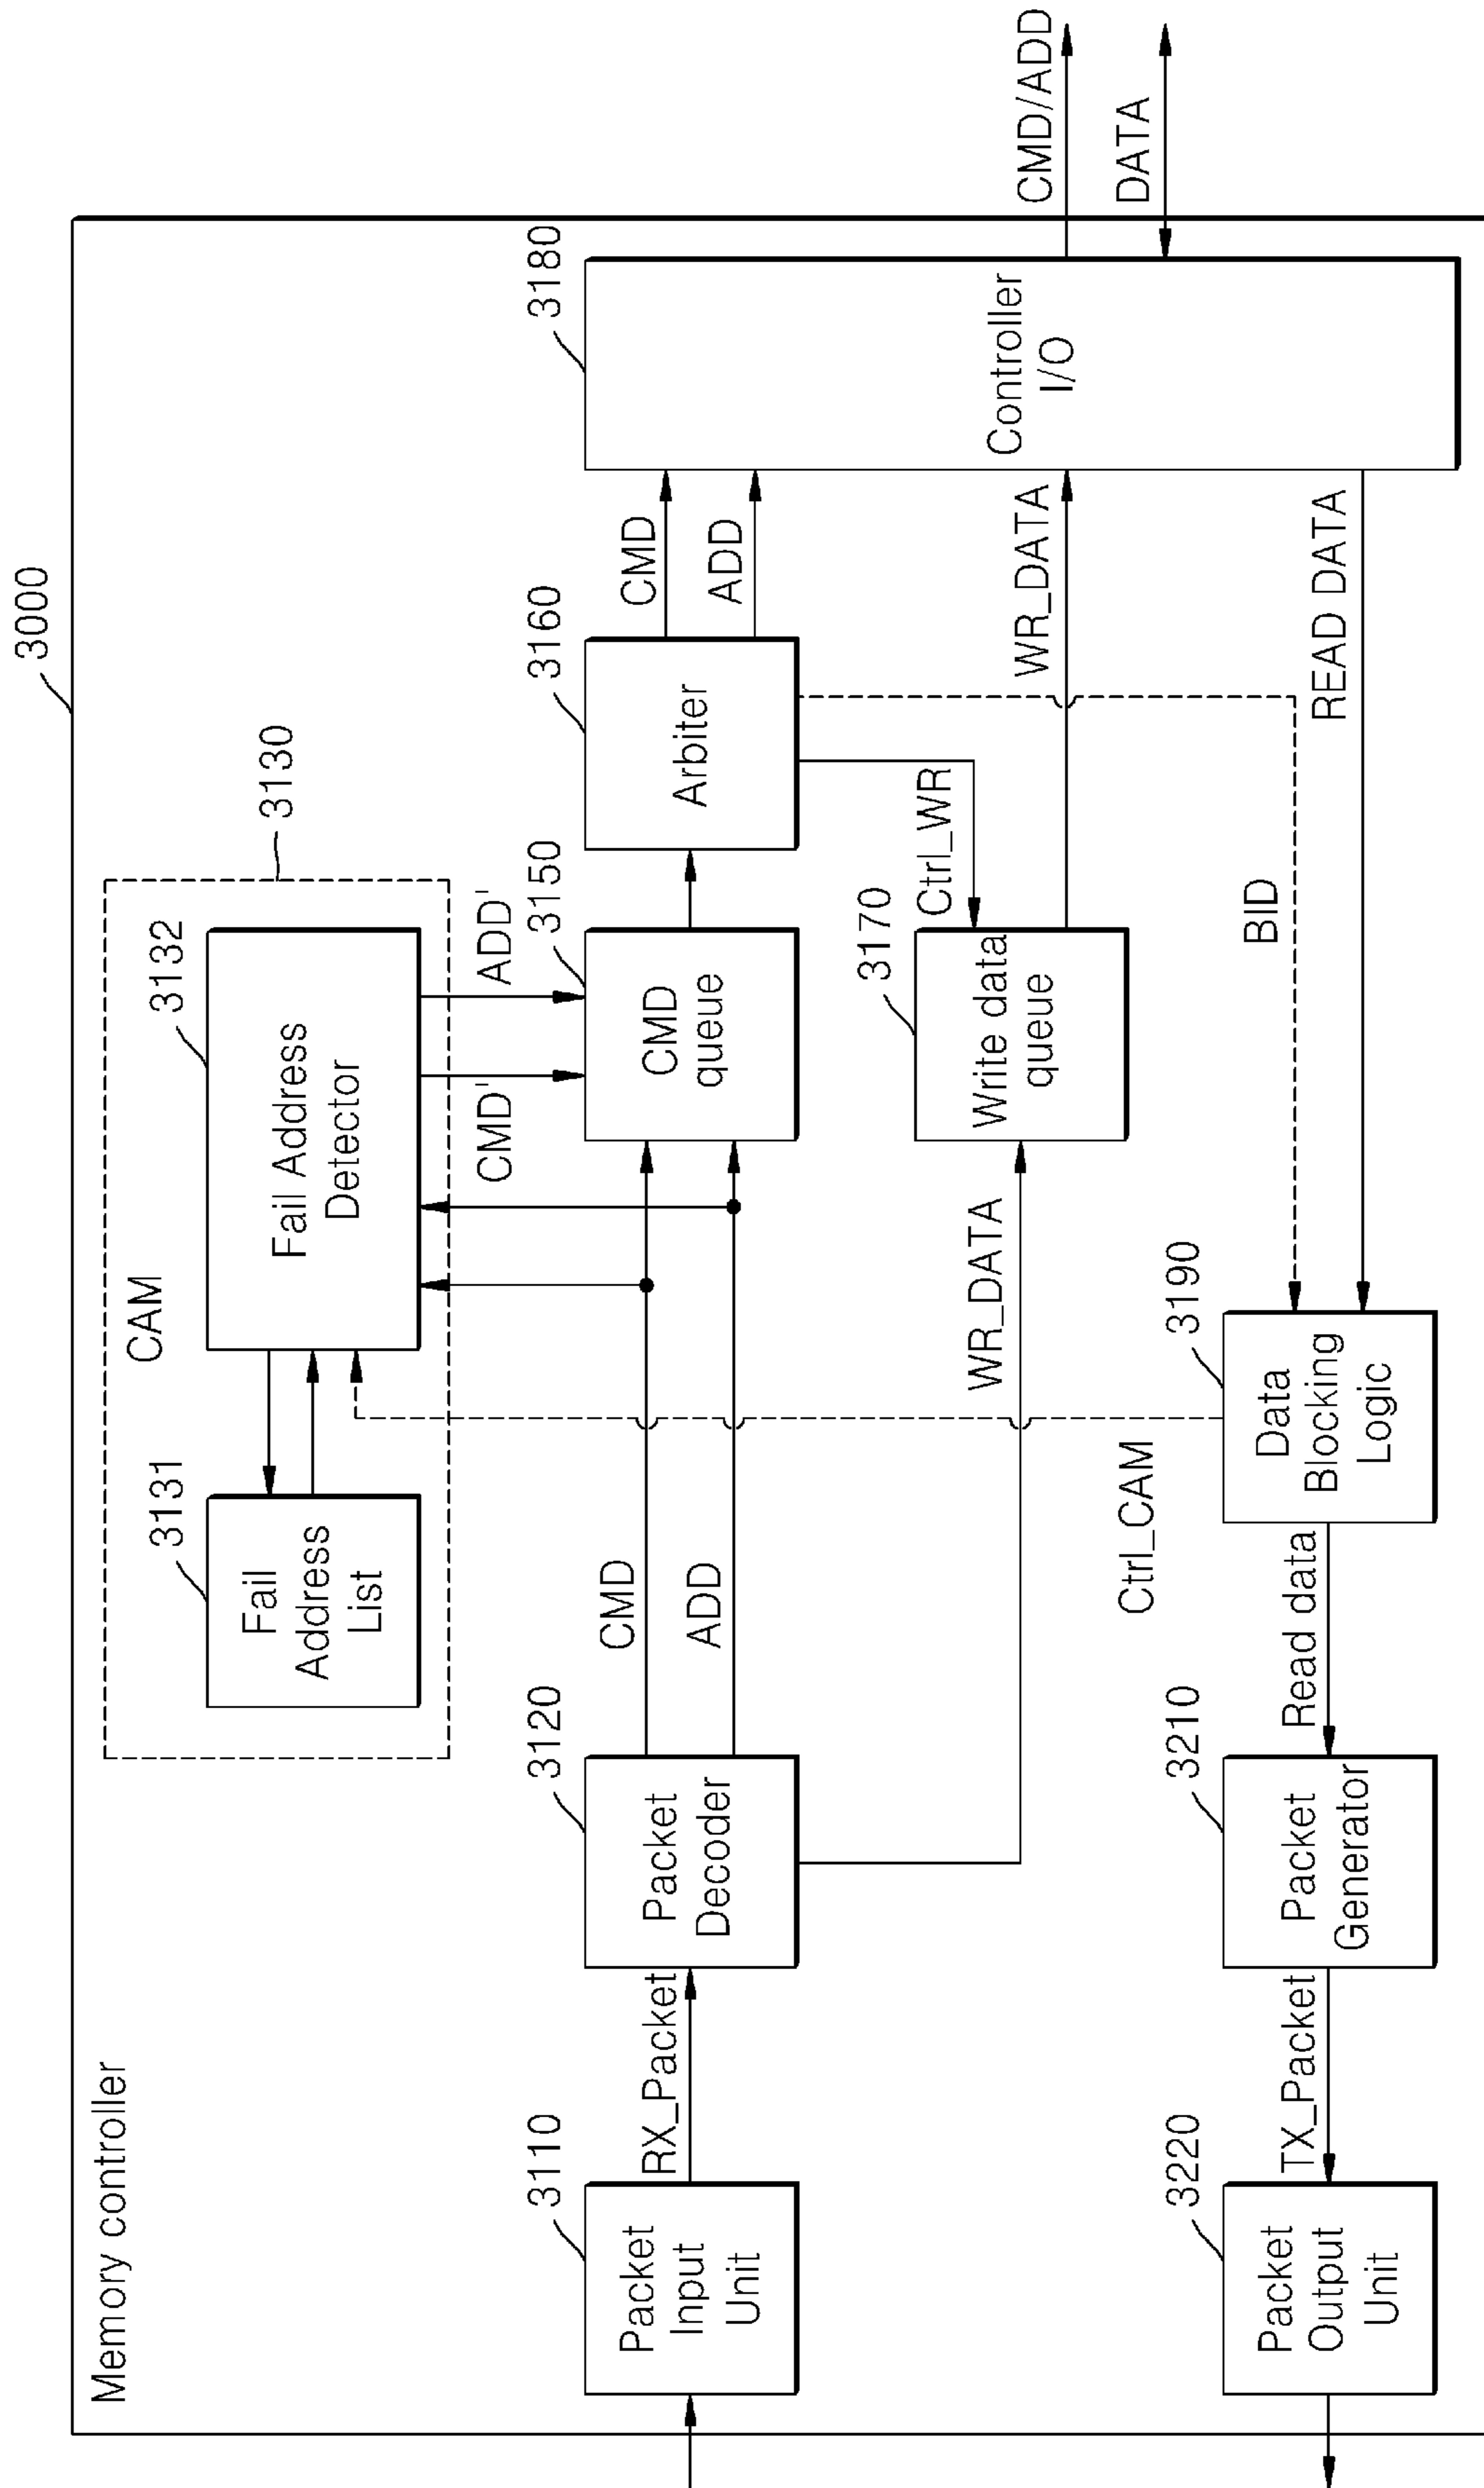 3000
Memory controller
CAM
3130
3131
Fail
Address
List
3132
Fail Address
Detector
CMD'
ADD'
3110
Packet
Input
Unit
RX_Packet
3120
Packet
Decoder
CMD
ADD
3150
CMD
queue
3160
Arbiter
CMD
ADD
3180
Controller
I/O
CMD/ADD
DATA
WR_DATA
3170
Write data
queue
Ctrl_WR
WR_DATA
BID
READ DATA
Ctrl_CAM
3190
Data
Blocking
Logic
Read data
3210
Packet
Generator
TX_Packet
3220
Packet
Output
Unit